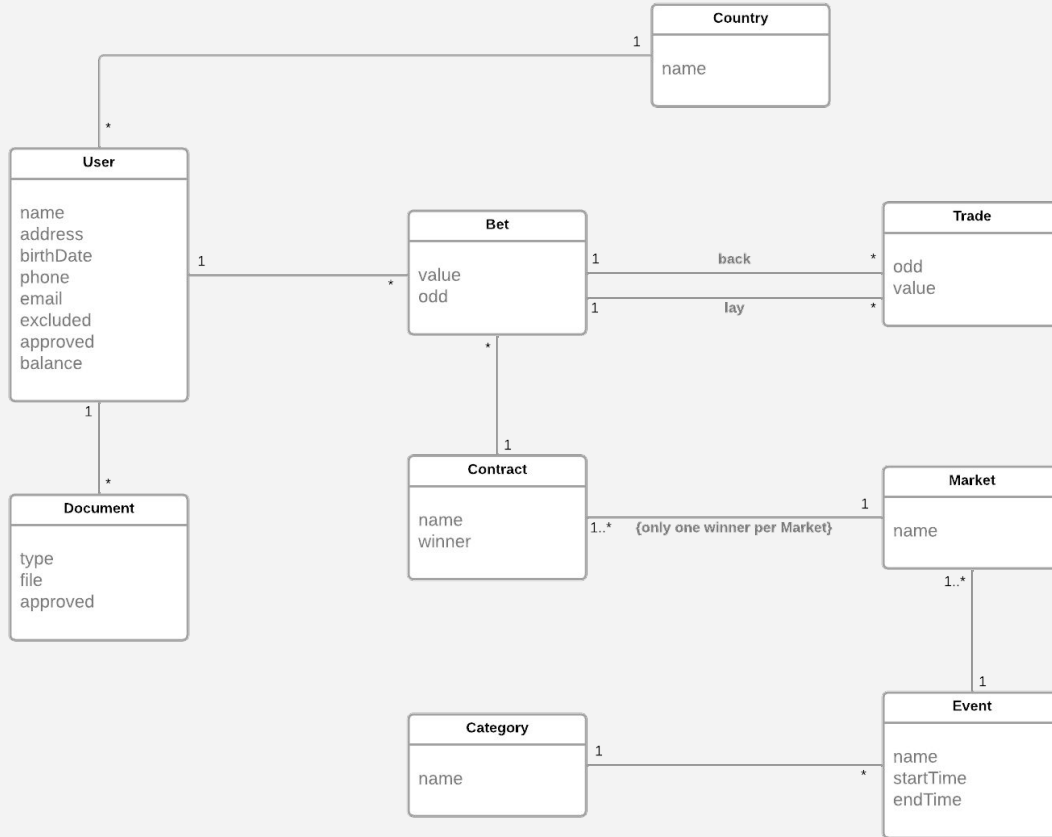 Country
1
name
*
User
name
address
birthDate
phone
email
excluded
approved
balance
1
*
Bet
value
odd
1
back
*
1
lay
*
Trade
odd
value
*
1
1
*
Document
type
file
approved
Contract
name
winner
1..*
{only one winner per Market}
1
Market
name
1..*
1
Category
name
1
*
Event
name
startTime
endTime